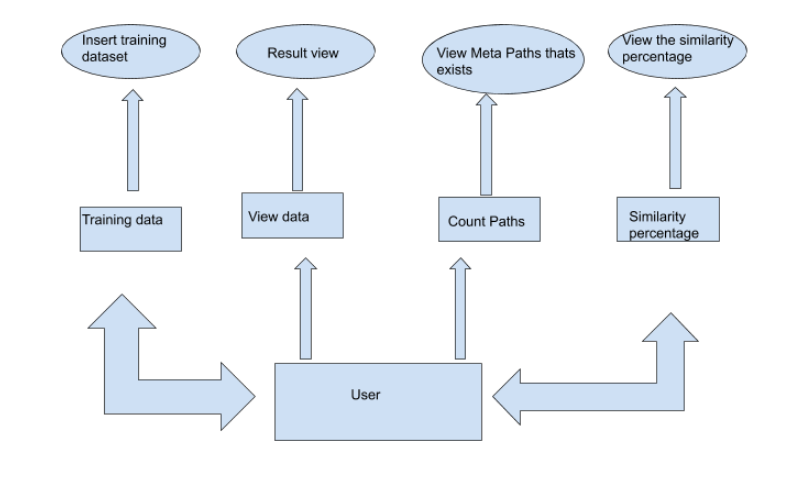 Insert training
dataset
Result view
View Meta Paths thats
exists
View the similarity
percentage
Training data
View data
Count Paths
Similarity
percentage
User